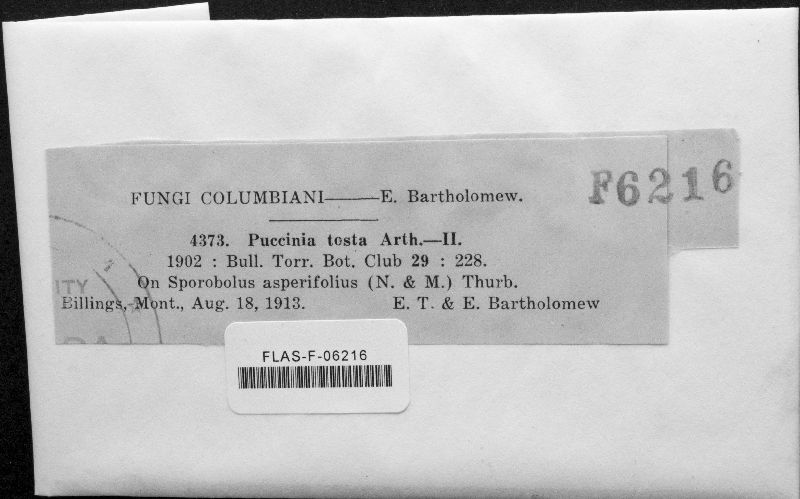 FUNGI COLUMBIANI——E. Bartholomew.
F6216
4373. Puccinia tosta Arth.—II.
1902 : Bull. Torr. Bot. Club 29 : 228.
On Sporobolus asperifolius (N. & M.) Thurb.
Billings, Mont., Aug. 18, 1913. E. T. & E. Bartholomew
ITY
FLAS-F-06216